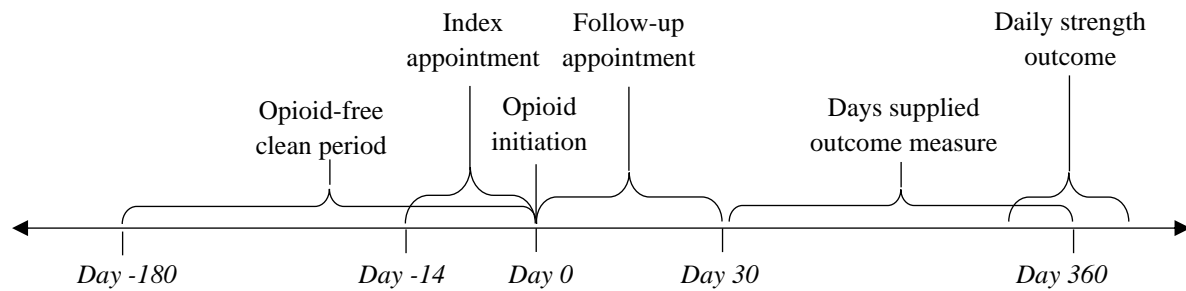 Index
appointment
Follow-up
appointment
Daily strength
outcome
Opioid-free
clean period
Opioid
initiation
Days supplied
outcome measure
Day -180
Day -14
Day 0
Day 30
Day 360